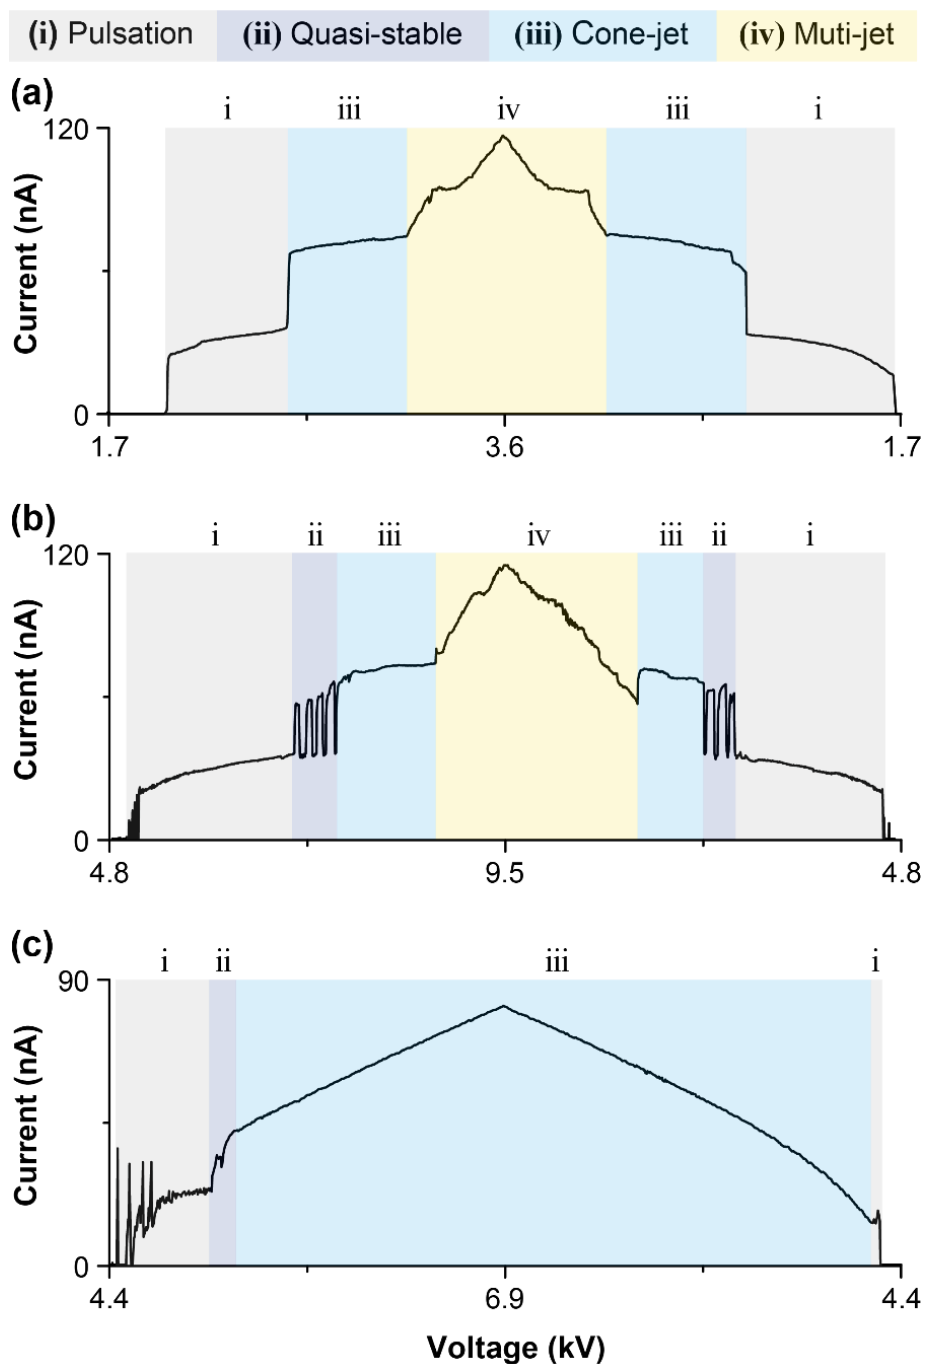 (i) Pulsation (ii) Quasi-stable (iii) Cone-jet (iv) Muti-jet
(a)
i iii iv iii i
120
Current (nA)
0
1.7 3.6 1.7
(b)
i ii iii iv iii ii i
120
Current (nA)
0
4.8 9.5 4.8
(c)
i ii iii i
90
Current (nA)
0
4.4 6.9 4.4
Voltage (kV)